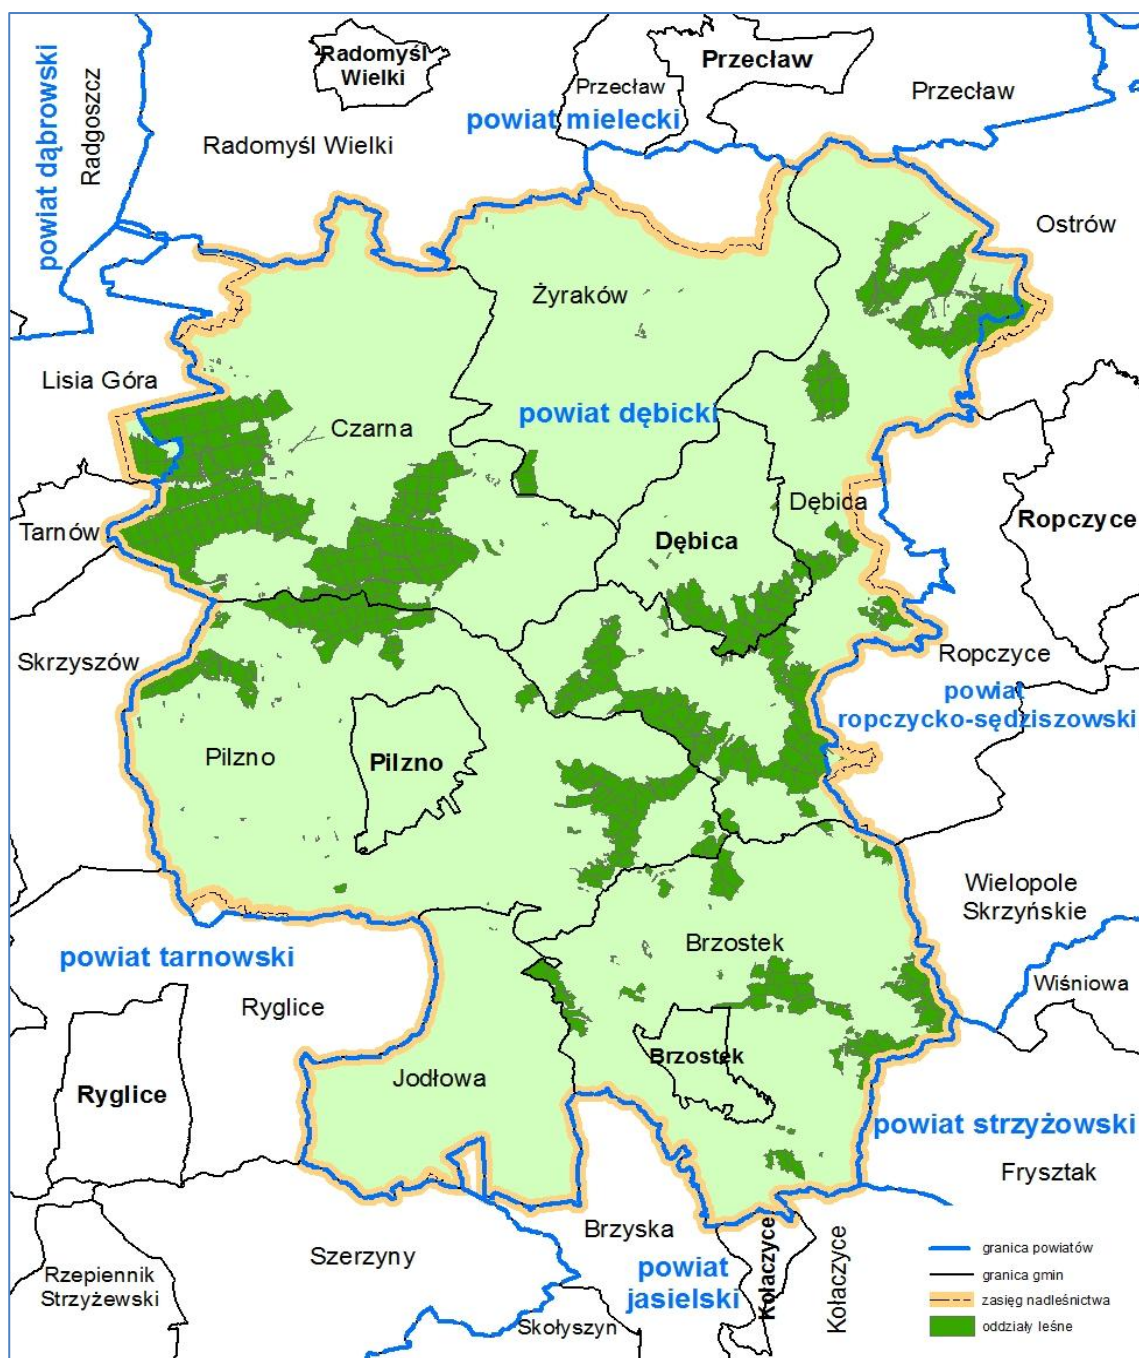 Radomyśl
Wielki
Przecław
Przecław
Przecław
powiat mielecki
powiat dąbrowski
Radgoszcz
Radomyśl Wielki
Ostrów
Żyraków
Lisia Góra
powiat dębicki
Czarna
Dębica
Ropczyce
Tarnów
Dębica
Skrzyszów
Ropczyce
powiat
ropczycko-sędziszowski
Pilzno
Pilzno
Wielopole
Skrzyńskie
Brzostek
powiat tarnowski
Wiśniowa
Ryglice
Brzostek
Jodłowa
Ryglice
powiat strzyżowski
Frysztak
Brzyska
Szerzyny
Kołaczyce
Kołaczyce
powiat
jasielski
Rzepiennik
Strzyżewski
Skołyszyn
granica powiatów
granica gmin
zasięg nadleśnictwa
oddziały leśne